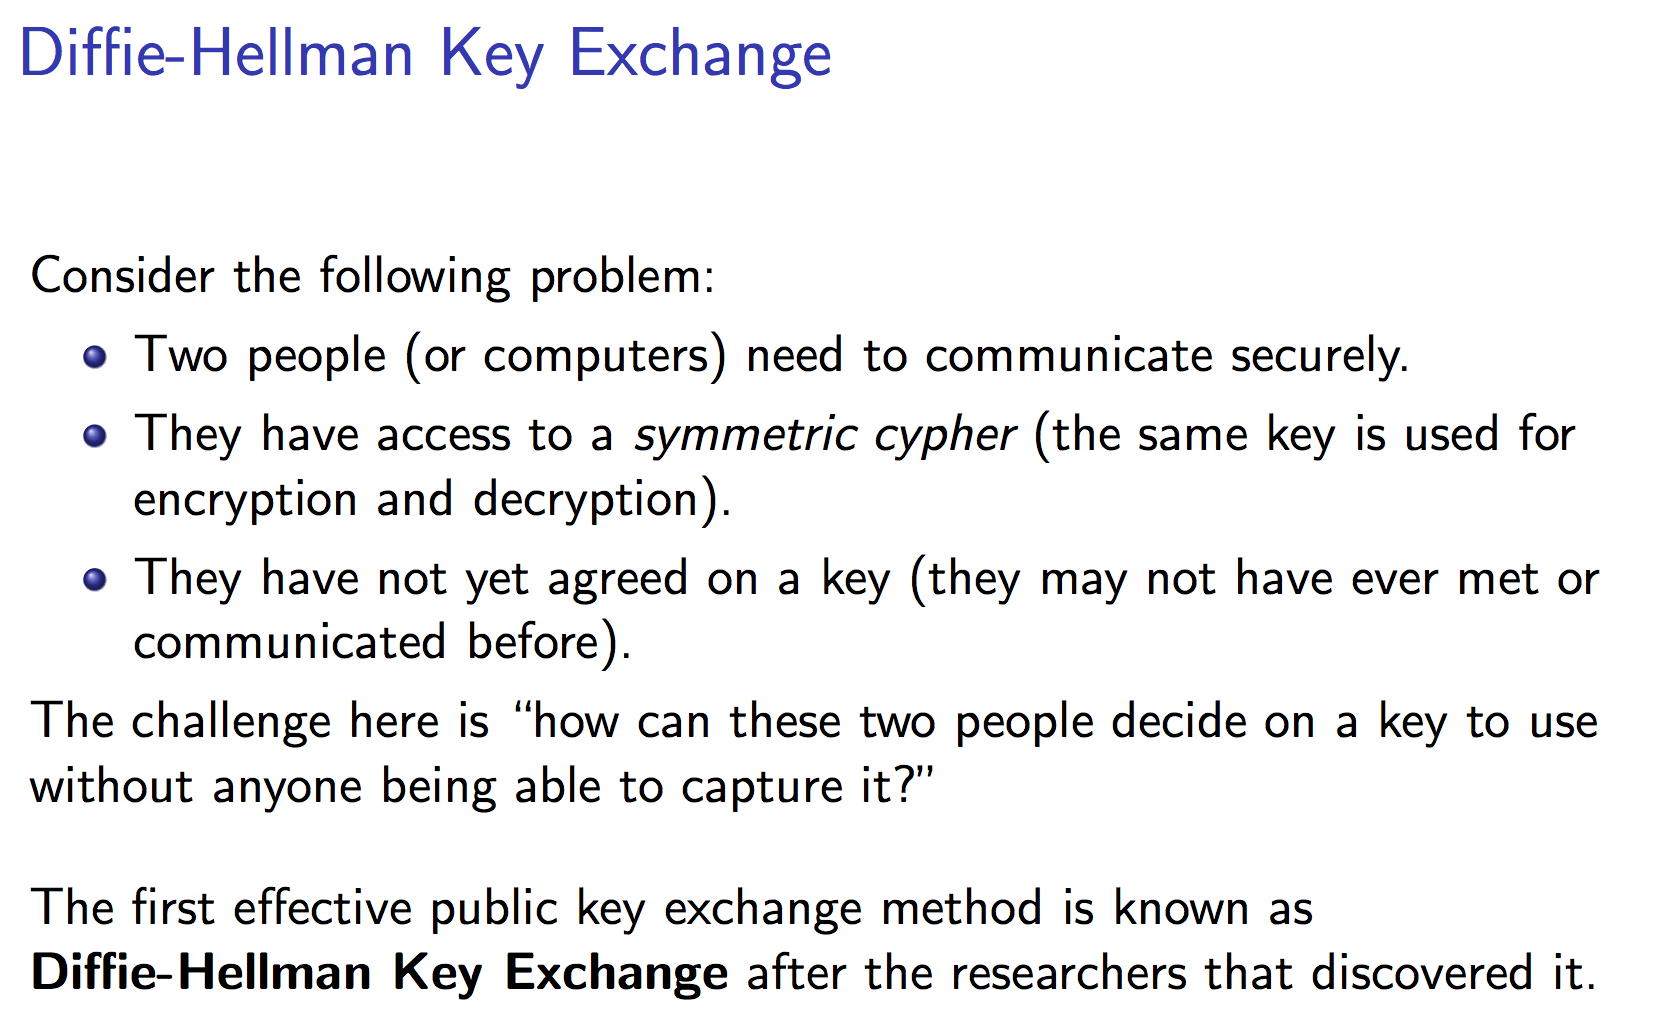 Diffie-Hellman Key Exchange
Consider the following problem:
Two people (or computers) need to communicate securely.
They have access to a symmetric cypher (the same key is used for
encryption and decryption).
They have not yet agreed on a key (they may not have ever met or
communicated before).
The challenge here is “how can these two people decide on a key to use
without anyone being able to capture it?”
The first effective public key exchange method is known as
Diffie-Hellman Key Exchange after the researchers that discovered it.